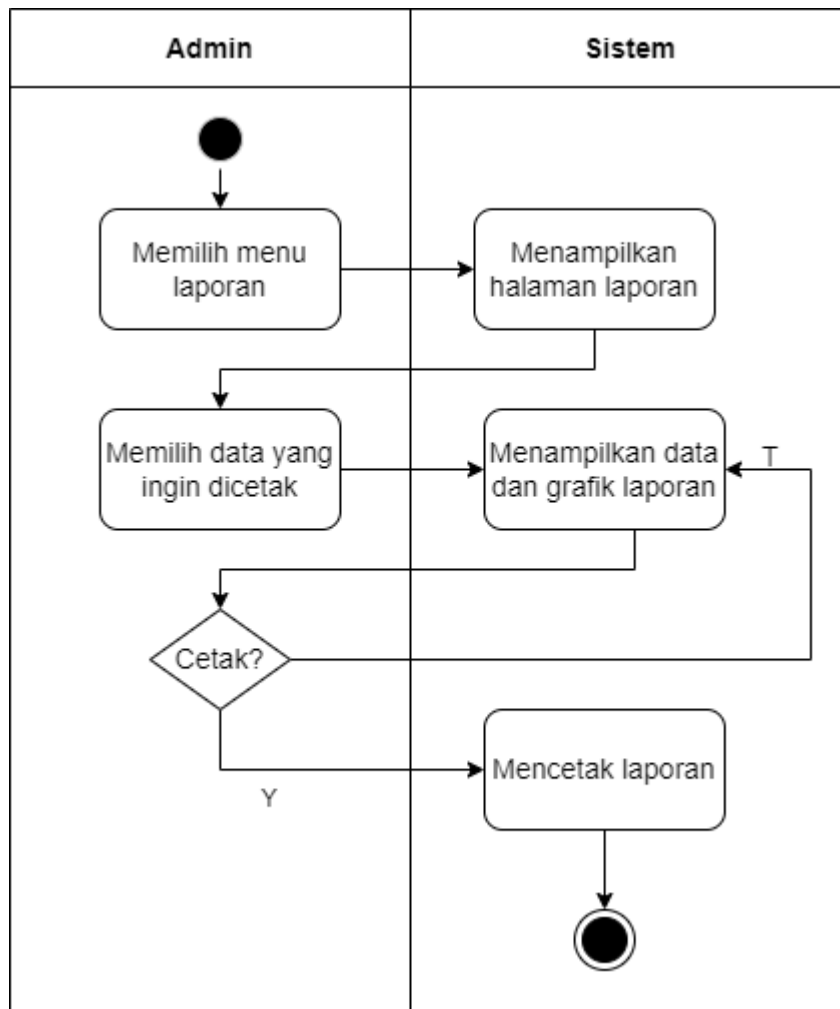 Admin
Sistem
Memilih menu
laporan
Menampilkan
halaman laporan
Memilih data yang
ingin dicetak
Menampilkan data
dan grafik laporan
T
Cetak?
Y
Mencetak laporan